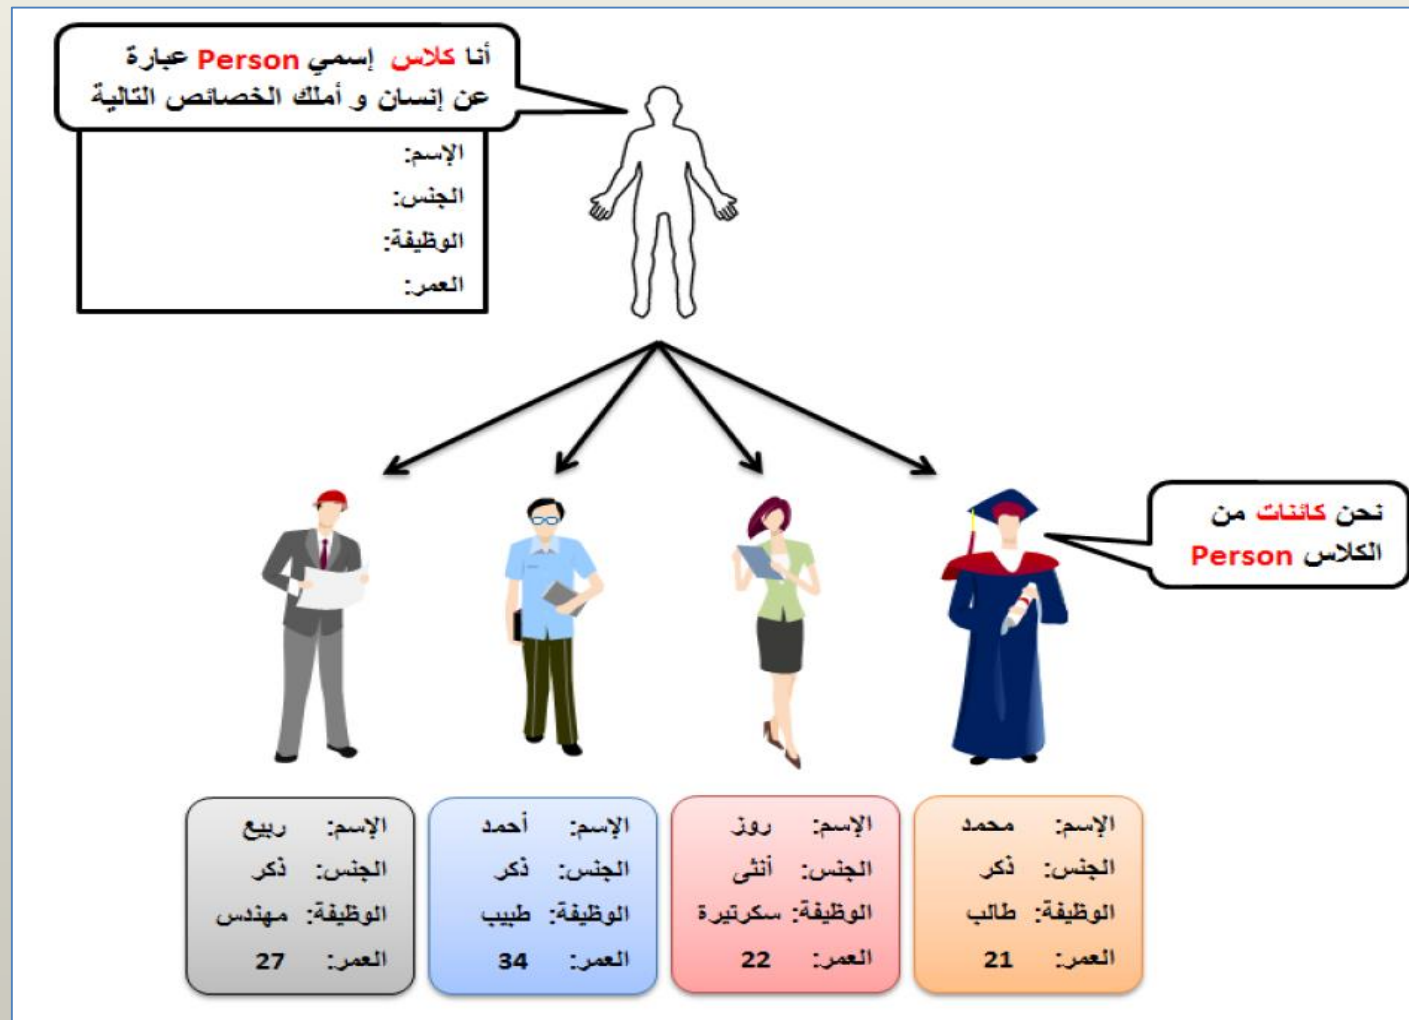 أنا كلاس إسمي Person عبارة
عن إنسان و أملك الخصائص التالية
الإسم:
الجنس:
الوظيفة:
العمر:
نحن كائنات من
الكلاس Person
الإسم: محمد
الجنس: ذكر
الوظيفة: طالب
العمر: 21
الإسم: روز
الجنس: أنثى
الوظيفة: سكرتيرة
العمر: 22
الإسم: أحمد
الجنس: ذكر
الوظيفة: طبيب
العمر: 34
الإسم: ربيع
الجنس: ذكر
الوظيفة: مهندس
العمر: 27